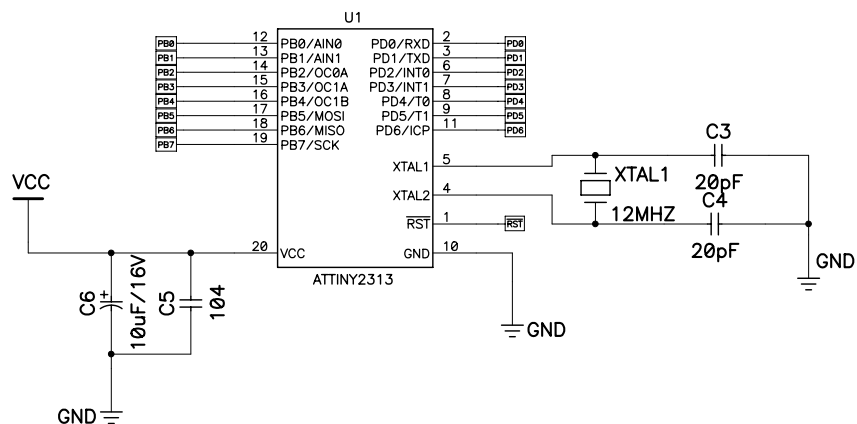 U1
PB0 12 PB0/AIN0 PD0/RXD 2 PD0
PB1 13 PB1/AIN1 PD1/TXD 3 PD1
PB2 14 PB2/OC0A PD2/INT0 6 PD2
PB3 15 PB3/OC1A PD3/INT1 7 PD3
PB4 16 PB4/OC1B PD4/T0 8 PD4
PB5 17 PB5/MOSI PD5/T1 9 PD5
PB6 18 PB6/MISO PD6/ICP 11 PD6
PB7 19 PB7/SCK
XTAL1 5
XTAL2 4
RST 1 RST
20 VCC GND 10
ATTINY2313
VCC
C6
+
10uF/16V
C5
104
GND
GND
XTAL1
12MHZ
C3
20pF
C4
20pF
GND